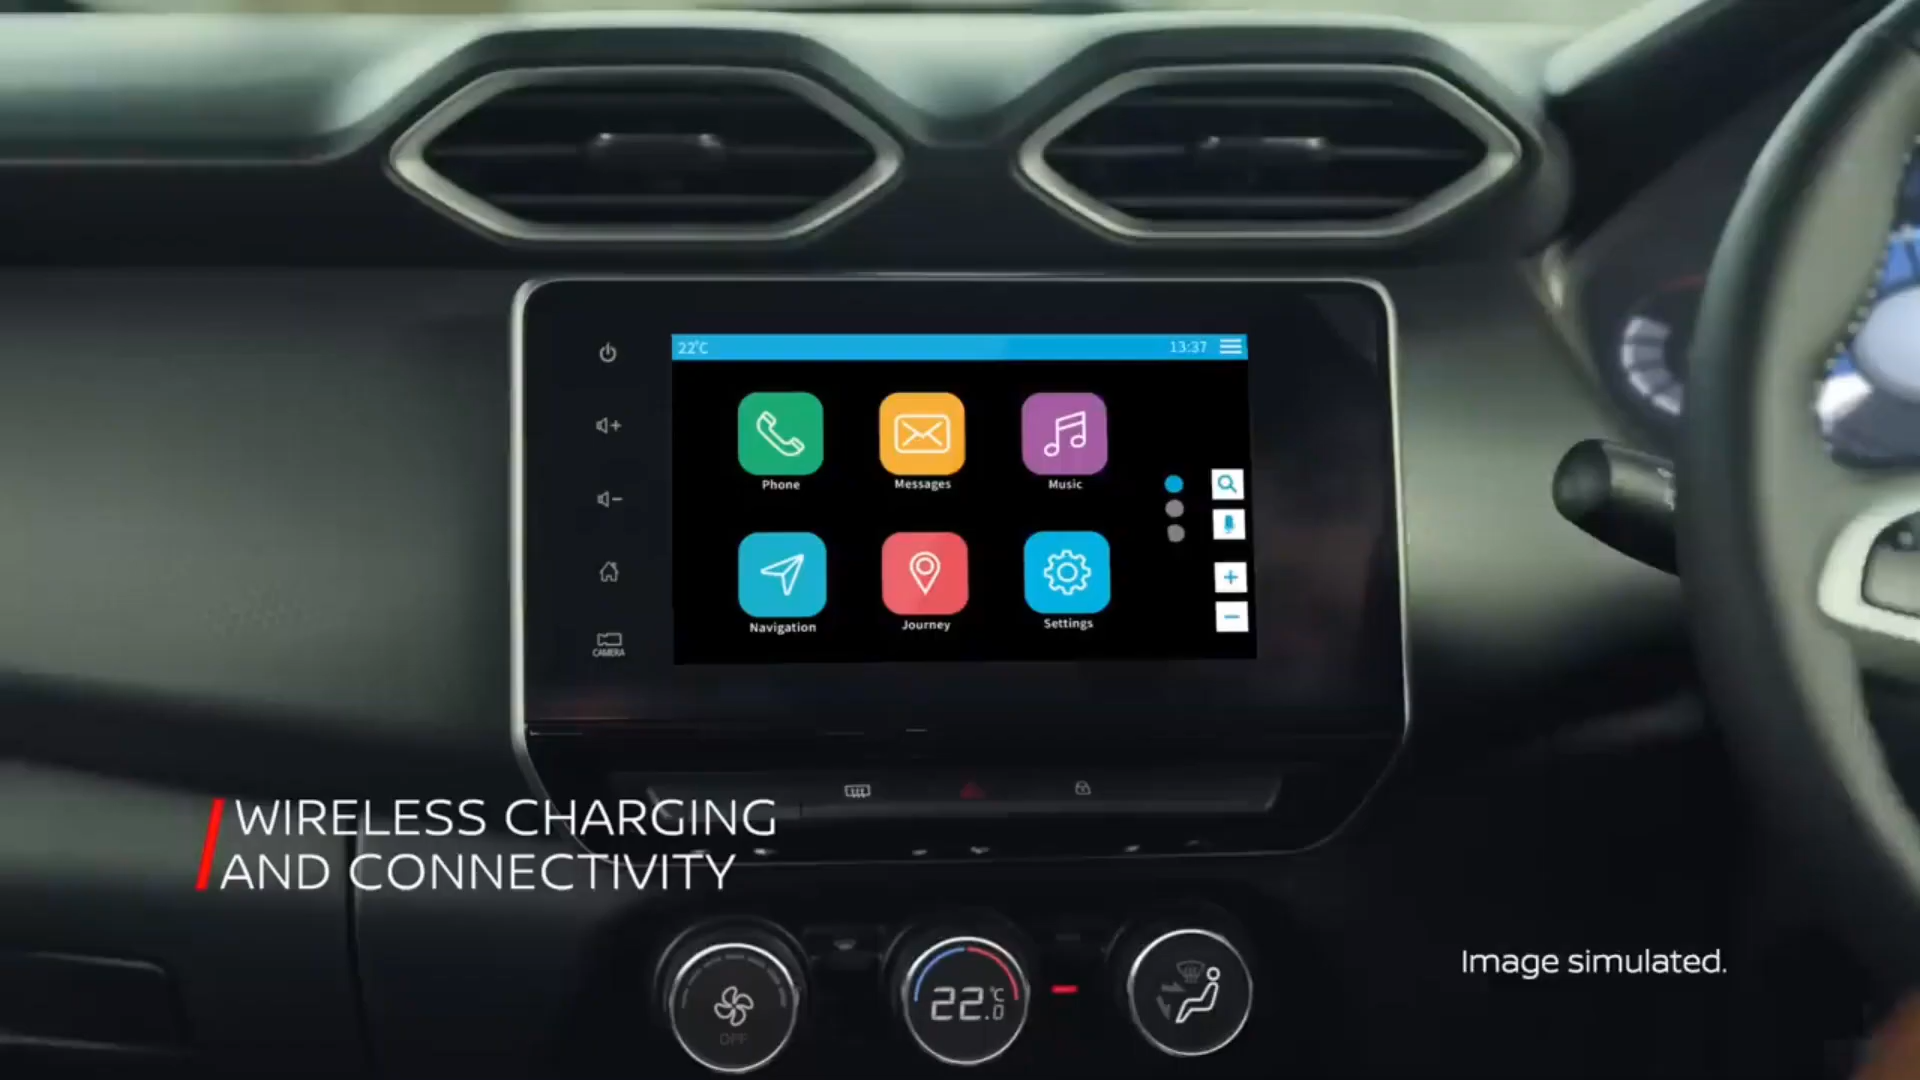 22°C 13:37
Phone Messages Music
Navigation Journey Settings
CAMERA
WIRELESS CHARGING
AND CONNECTIVITY
Image simulated.
22.0 °C
OFF